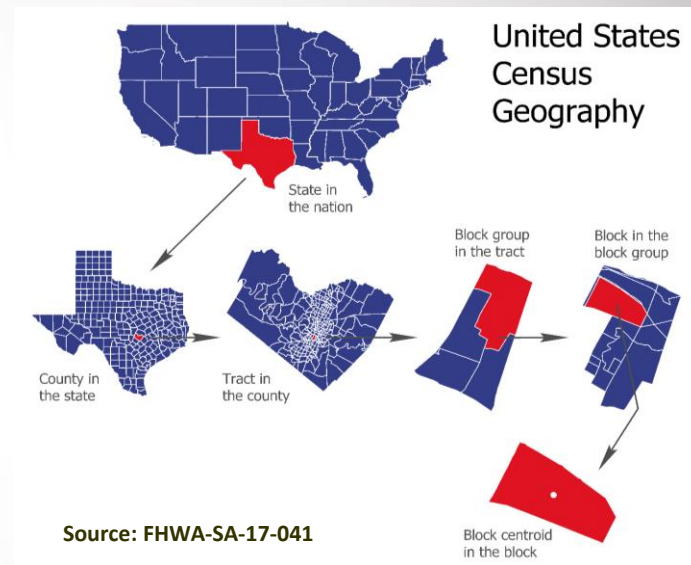 United States
Census
Geography
State in
the nation
Block group
in the tract
Block in the
block group
County in
the state
Tract in
the county
Source: FHWA-SA-17-041
Block centroid
in the block